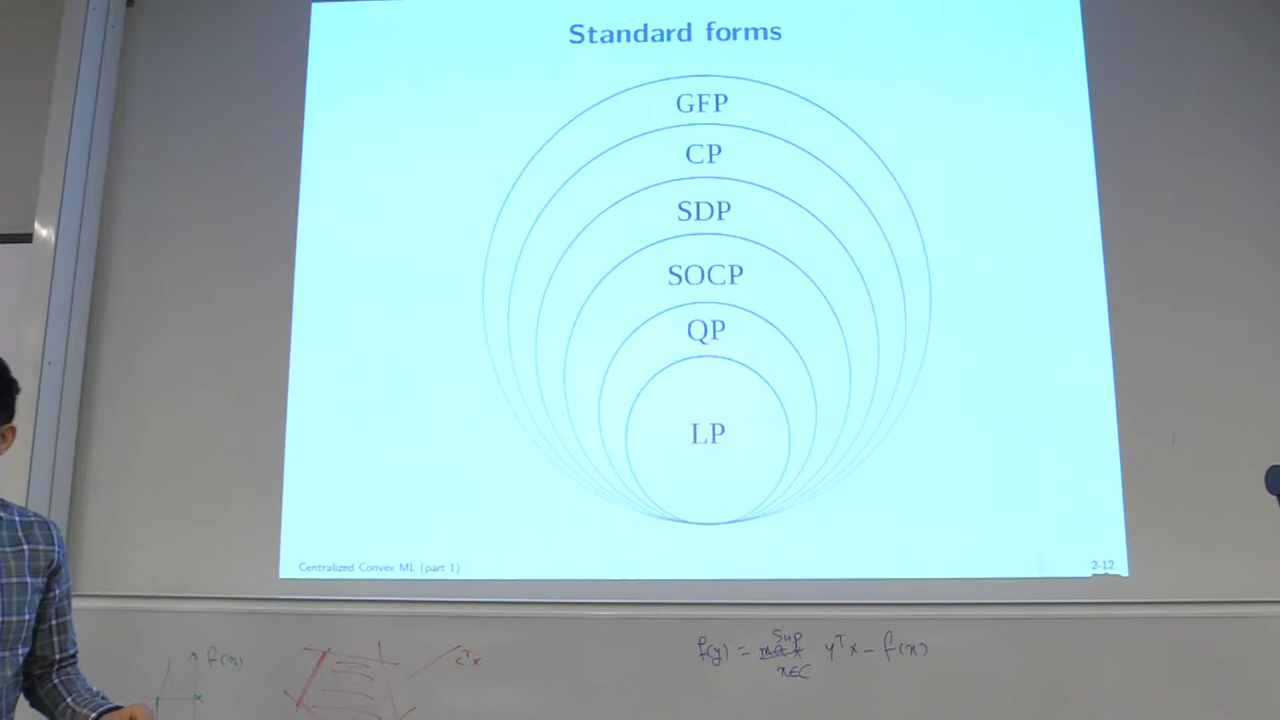 Standard forms
GFP
CP
SDP
SOCP
QP
LP
Centralized Convex ML (part 1)
2-12
f(x)
cᵀx
f(y) = sup yᵀx - f(x)
x∈C